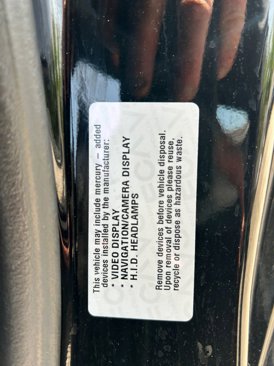 This vehicle may include mercury – added
devices installed by the manufacturer:
* VIDEO DISPLAY
* NAVIGATION/CAMERA DISPLAY
* H.I.D. HEADLAMPS
Remove devices before vehicle disposal.
Upon removal of devices please reuse,
recycle or dispose as hazardous waste.